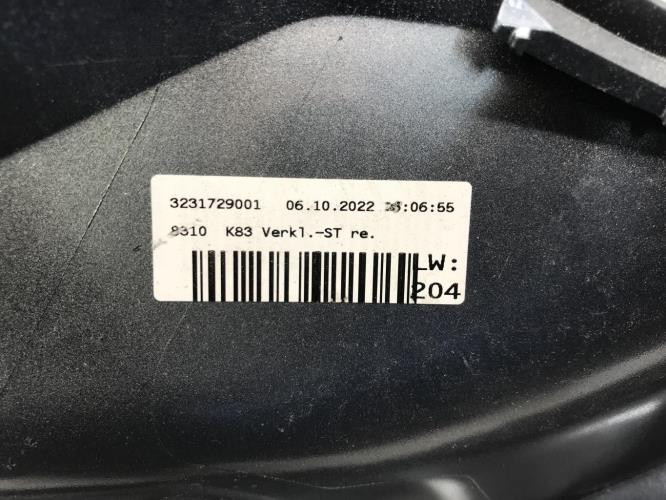 3231729001 06.10.2022 :06:55
8310 K83 Verkl.-ST re.
LW:
204